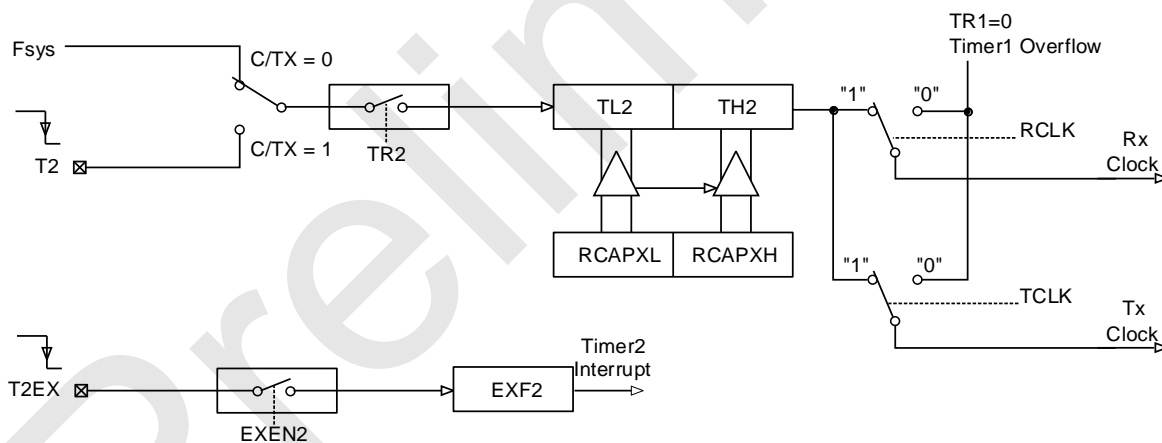 TR1=0
Timer1 Overflow
Fsys
C/TX = 0
T2
C/TX = 1
TR2
TL2
TH2
"1"
"0"
RCLK
Rx
Clock
RCAPXL
RCAPXH
"1"
"0"
TCLK
Tx
Clock
T2EX
EXEN2
EXF2
Timer2
Interrupt
Prelim